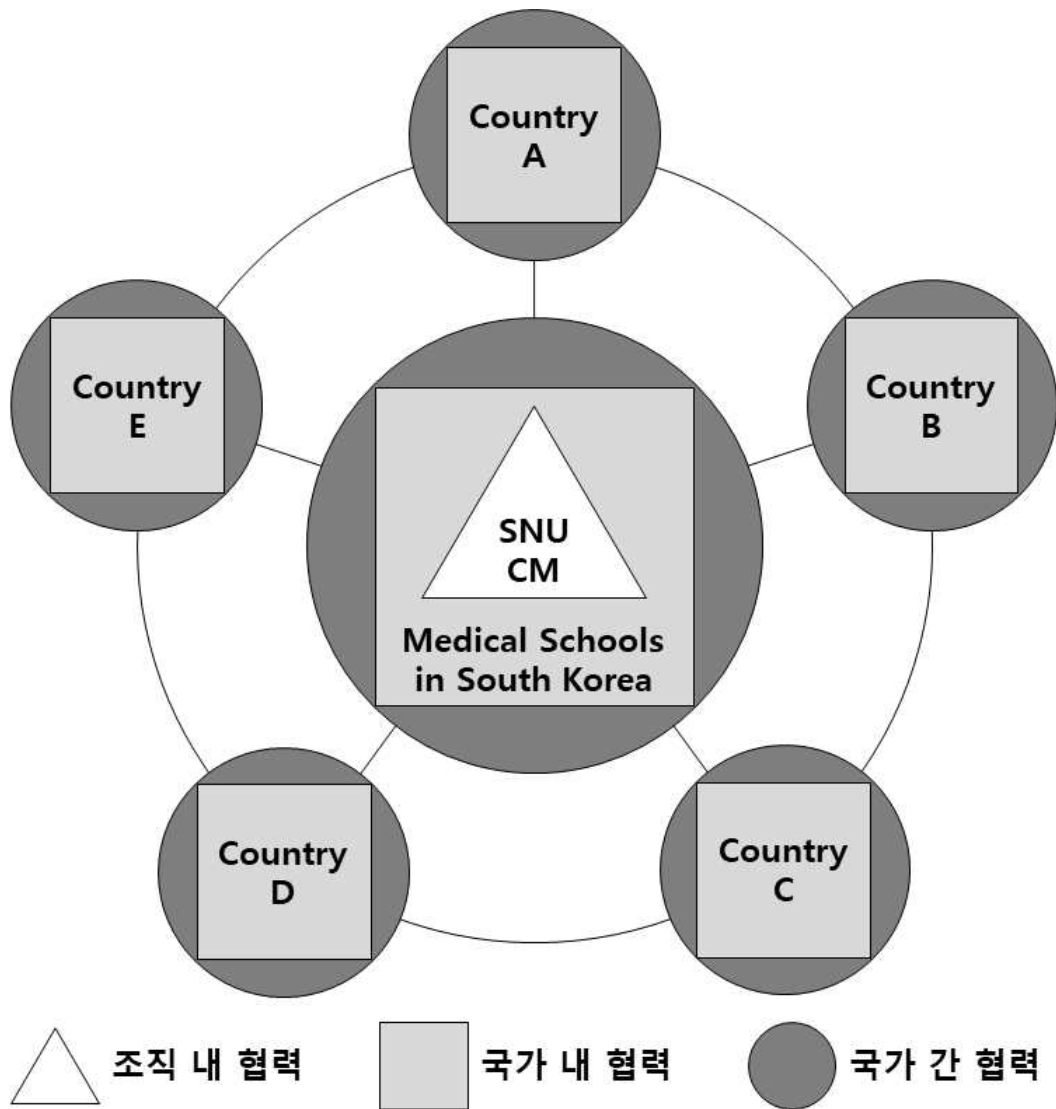 Country
A
Country
E
Country
B
SNU
CM
Medical Schools
in South Korea
Country
D
Country
C
조직 내 협력
국가 내 협력
국가 간 협력